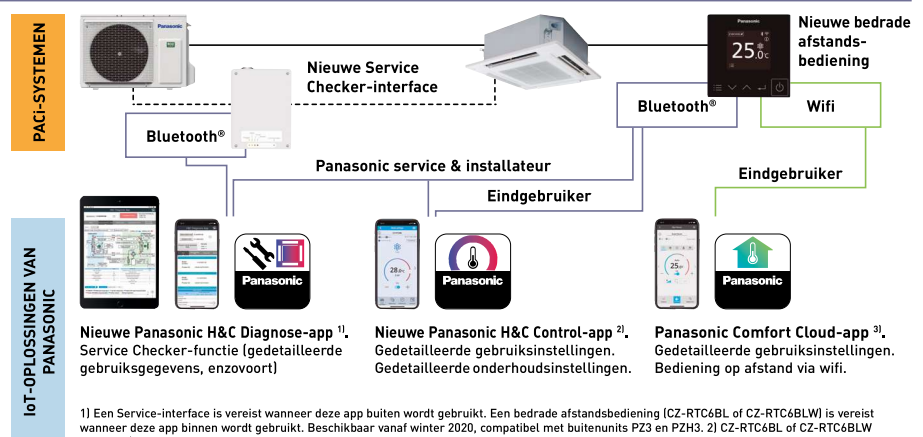 PACi-SYSTEMEN
Panasonic
Panasonic
25.0°C
Nieuwe bedrade
afstands-
bediening
Nieuwe Service
Checker-interface
Bluetooth®
Bluetooth®
Wifi
Panasonic service & installateur
Eindgebruiker
Eindgebruiker
IoT-OPLOSSINGEN VAN
PANASONIC
Panasonic
28.0
Panasonic
25
Panasonic
Nieuwe Panasonic H&C Diagnose-app 1).
Service Checker-functie (gedetailleerde
gebruiksgegevens, enzovoort)
Nieuwe Panasonic H&C Control-app 2).
Gedetailleerde gebruiksinstellingen.
Gedetailleerde onderhoudsinstellingen.
Panasonic Comfort Cloud-app 3).
Gedetailleerde gebruiksinstellingen.
Bediening op afstand via wifi.
1) Een Service-interface is vereist wanneer deze app buiten wordt gebruikt. Een bedrade afstandsbediening (CZ-RTC6BL of CZ-RTC6BLW) is vereist
wanneer deze app binnen wordt gebruikt. Beschikbaar vanaf winter 2020, compatibel met buitenunits PZ3 en PZH3. 2) CZ-RTC6BL of CZ-RTC6BLW